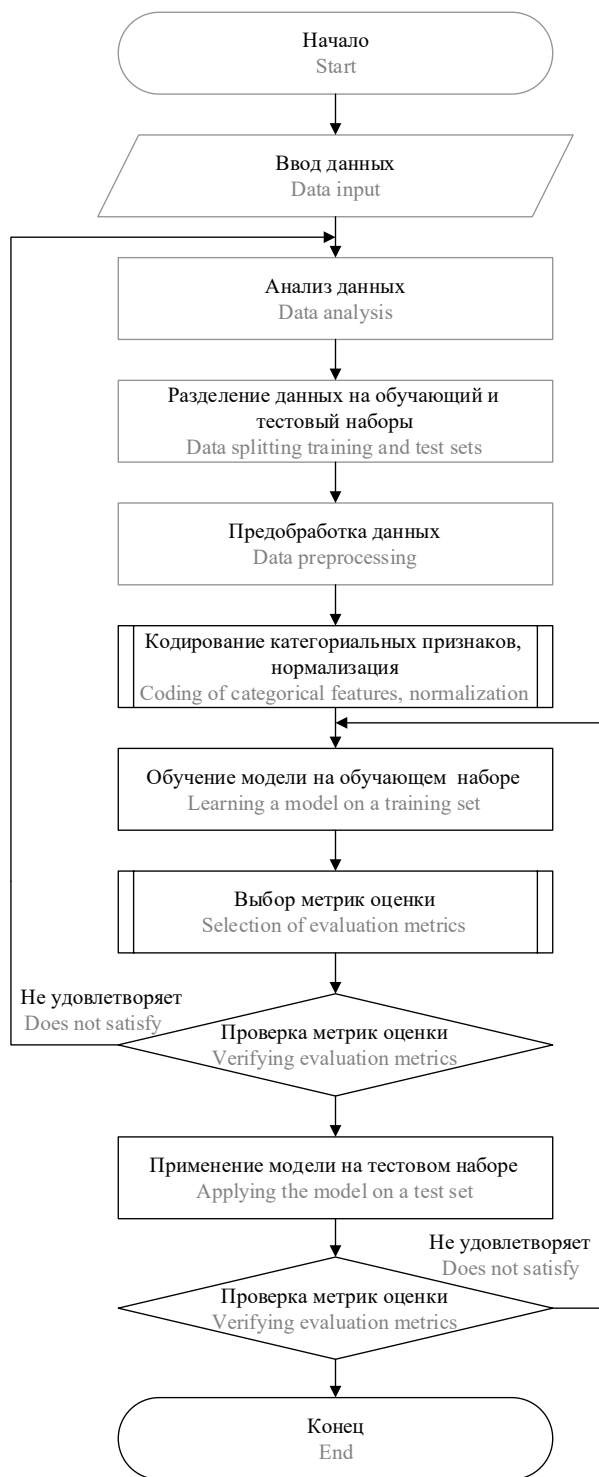 Начало
Start
Ввод данных
Data input
Анализ данных
Data analysis
Разделение данных на обучающий и
тестовый наборы
Data splitting training and test sets
Предобработка данных
Data preprocessing
Кодирование категориальных признаков,
нормализация
Coding of categorical features, normalization
Обучение модели на обучающем наборе
Learning a model on a training set
Выбор метрик оценки
Selection of evaluation metrics
Не удовлетворяет
Does not satisfy
Проверка метрик оценки
Verifying evaluation metrics
Применение модели на тестовом наборе
Applying the model on a test set
Не удовлетворяет
Does not satisfy
Проверка метрик оценки
Verifying evaluation metrics
Конец
End